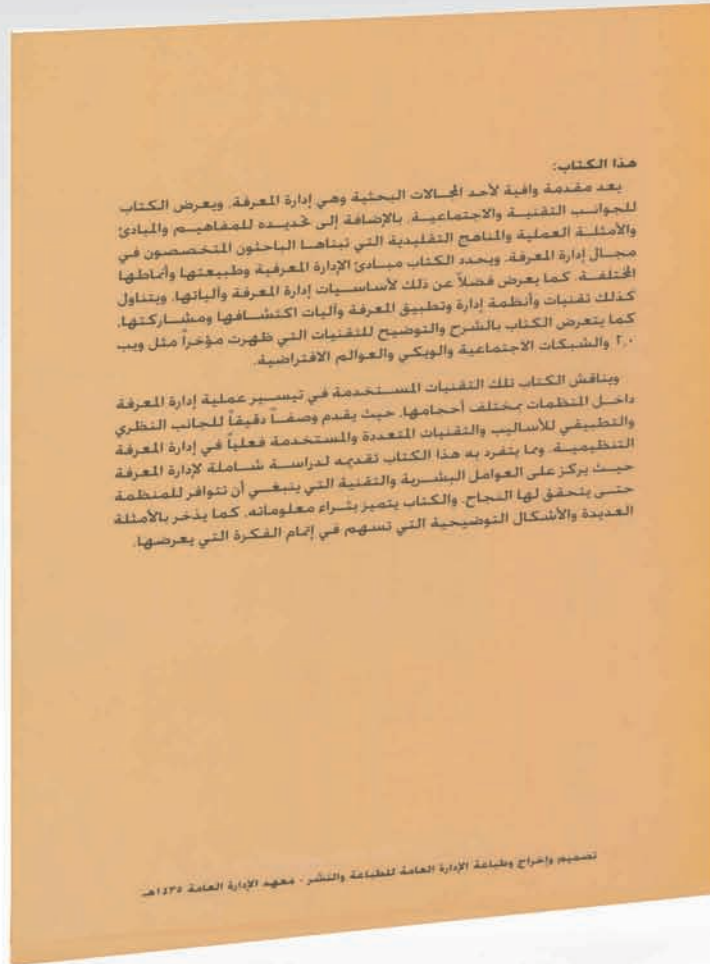 هذا الكتاب:
يعد مقدمة وافية لأحد المجالات البحثية وهي إدارة المعرفة. ويعرض الكتاب
للجوانب التقنية والاجتماعية. بالإضافة إلى تحديده للمفاهيم والمبادئ
والأمثلة العملية والمناهج التقليدية التي تبناها الباحثون المتخصصون في
مجال إدارة المعرفة. ويحدد الكتاب مبادئ الإدارة المعرفية وطبيعتها وأنماطها
المختلفة. كما يعرض فضلاً عن ذلك لأساسيات إدارة المعرفة وآلياتها. ويتناول
كذلك تقنيات وأنظمة إدارة وتطبيق المعرفة وآليات اكتشافها ومشاركتها.
كما يتعرض الكتاب بالشرح والتوضيح للتقنيات التي ظهرت مؤخراً مثل ويب
٢,٠ والشبكات الاجتماعية والويكي والعوالم الافتراضية.
ويناقش الكتاب تلك التقنيات المستخدمة في تيسير عملية إدارة المعرفة
داخل المنظمات بمختلف أحجامها. حيث يقدم وصفاً دقيقاً للجانب النظري
والتطبيقي للأساليب والتقنيات المتعددة والمستخدمة فعلياً في إدارة المعرفة
التنظيمية. وما يتفرد به هذا الكتاب تقديمه لدراسة شاملة لإدارة المعرفة
حيث يركز على العوامل البشرية والتقنية التي ينبغي أن تتوافر للمنظمة
حتى يتحقق لها النجاح. والكتاب يتميز بثراء معلوماته. كما يذخر بالأمثلة
العديدة والأشكال التوضيحية التي تسهم في إتمام الفكرة التي يعرضها.
تصميم وإخراج وطباعة الإدارة العامة للطباعة والنشر - معهد الإدارة العامة ١٤٣٥هـ